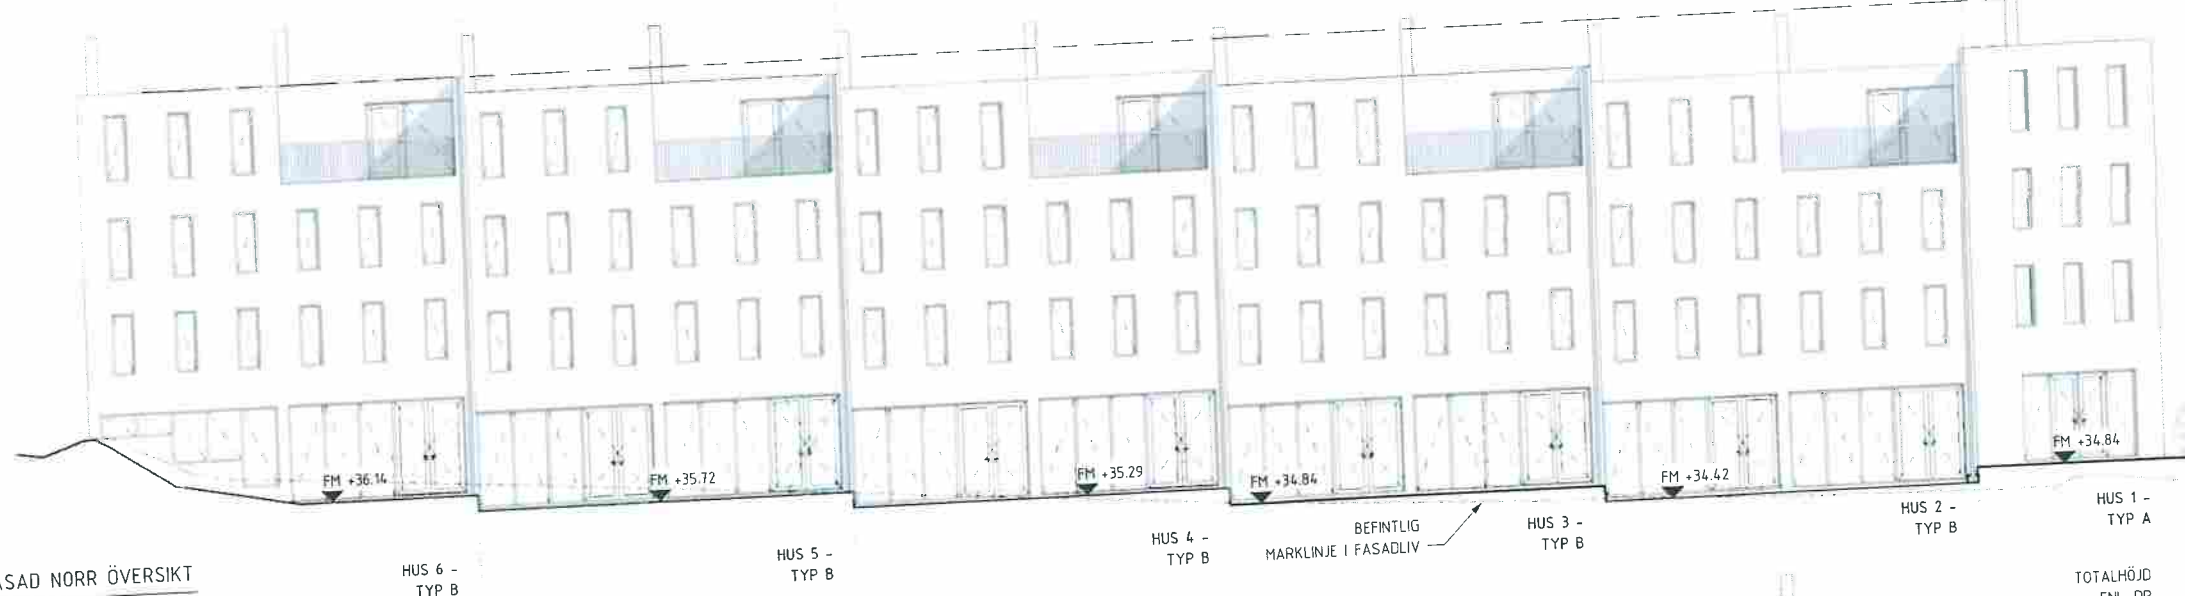 FM +36.14
FM +35.72
FM +35.29
FM +34.84
FM +34.42
FM +34.84
HUS 6 -
TYP B
HUS 5 -
TYP B
HUS 4 -
TYP B
BEFINTLIG
MARKLINJE I FASADLIV
HUS 3 -
TYP B
HUS 2 -
TYP B
HUS 1 -
TYP A
NORR ÖVERSIKT
TOTALHÖJD